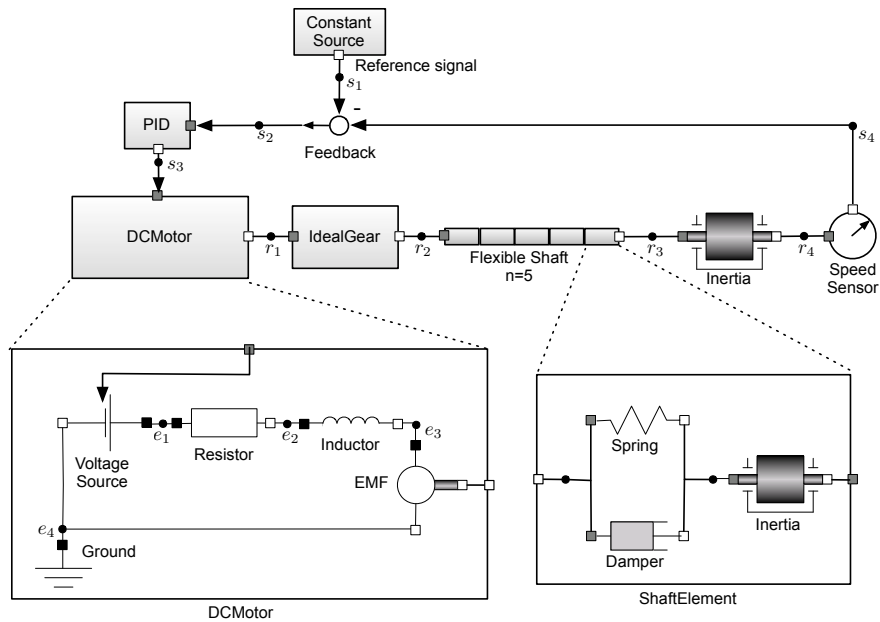 Constant
Source
Reference signal
s₁
-
PID
s₂
Feedback
s₄
s₃
DCMotor
r₁
IdealGear
r₂
Flexible Shaft
n=5
r₃
Inertia
r₄
Speed
Sensor
Voltage
Source
e₁
Resistor
e₂
Inductor
e₃
EMF
e₄
Ground
DCMotor
Spring
Damper
Inertia
ShaftElement